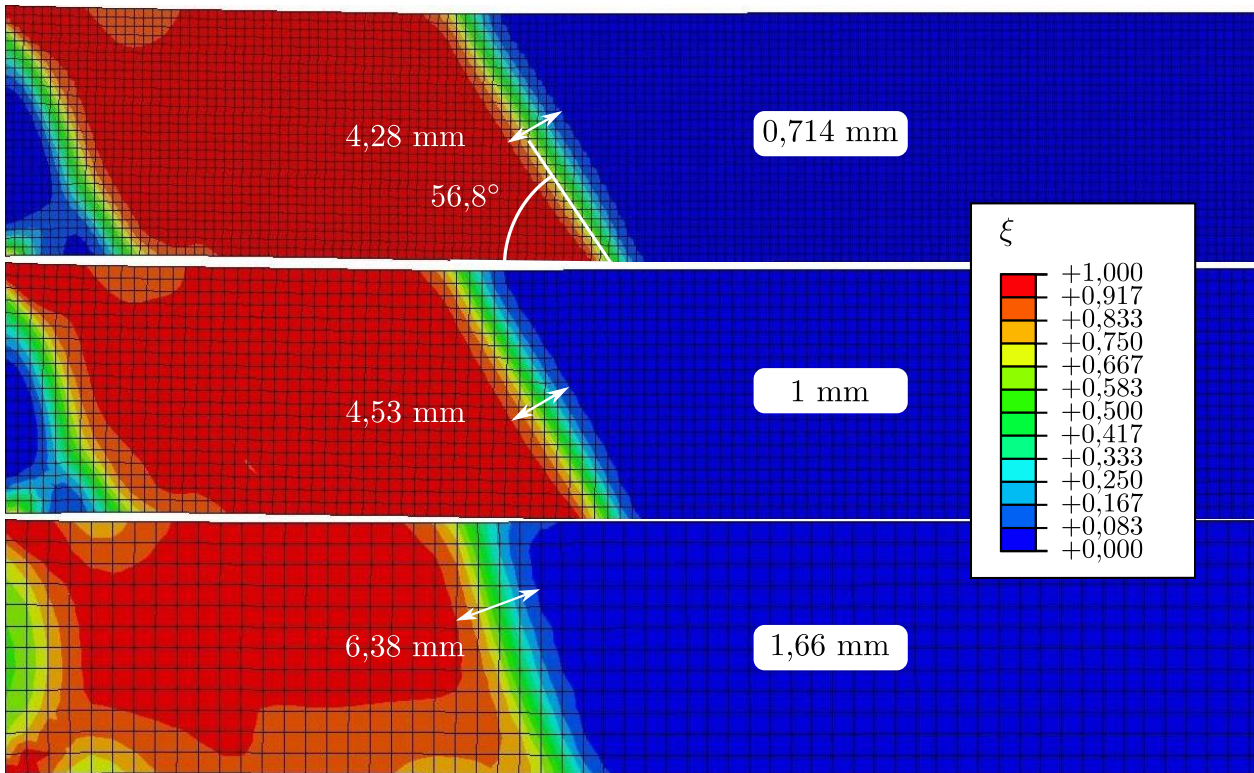 4,28 mm
0,714 mm
56,8°
ξ
+1,000
+0,917
+0,833
+0,750
+0,667
+0,583
+0,500
+0,417
+0,333
+0,250
+0,167
+0,083
+0,000
4,53 mm
1 mm
6,38 mm
1,66 mm